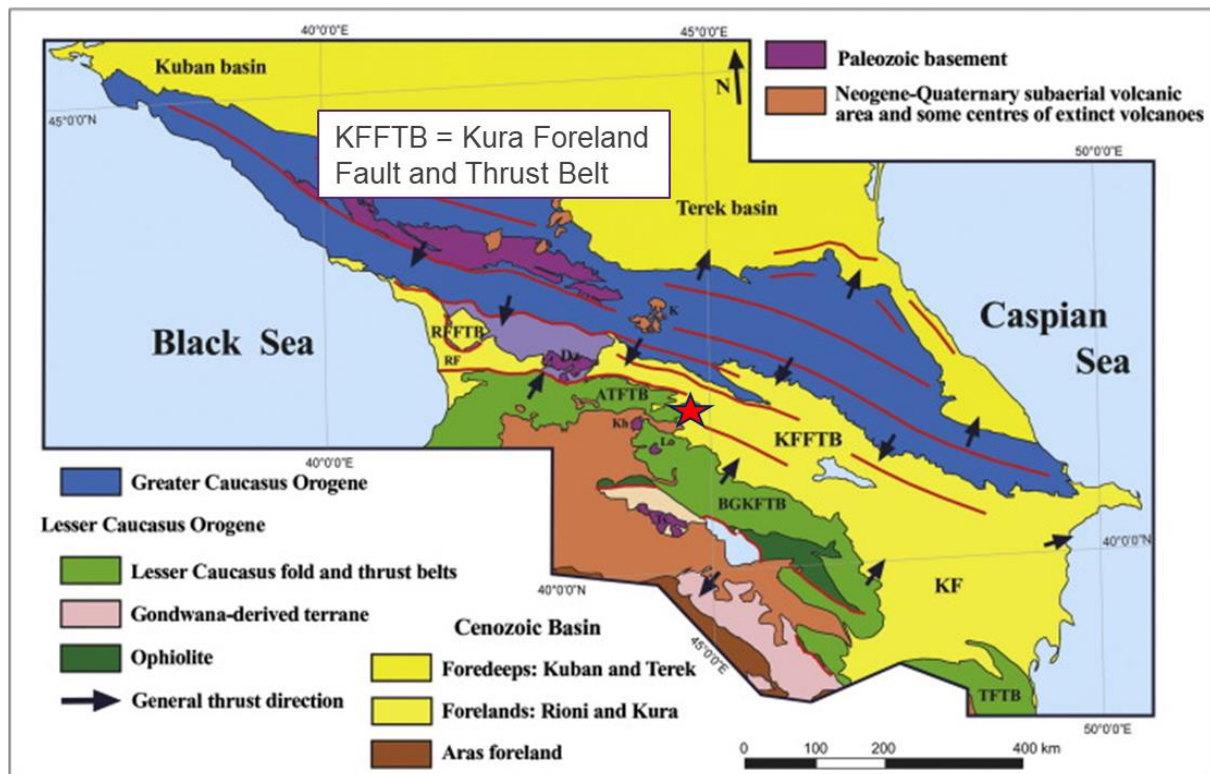 40°0'0"E
45°0'0"E
Kuban basin
N
Paleozoic basement
Neogene-Quaternary subaerial volcanic
area and some centres of extinct volcanoes
45°0'0"N
KFFTB = Kura Foreland
Fault and Thrust Belt
50°0'0"E
Terek basin
Black Sea
Caspian
Sea
K
RFFTB
RF
Dz
ATFTB
Kh
Lo
KFFTB
BGKFTB
KF
TFTB
40°0'0"E
40°0'0"N
40°0'0"N
45°0'0"E
50°0'0"E
Greater Caucasus Orogene
Lesser Caucasus Orogene
Lesser Caucasus fold and thrust belts
Gondwana-derived terrane
Ophiolite
General thrust direction
Cenozoic Basin
Foredeeps: Kuban and Terek
Forelands: Rioni and Kura
Aras foreland
0 100 200 400 km